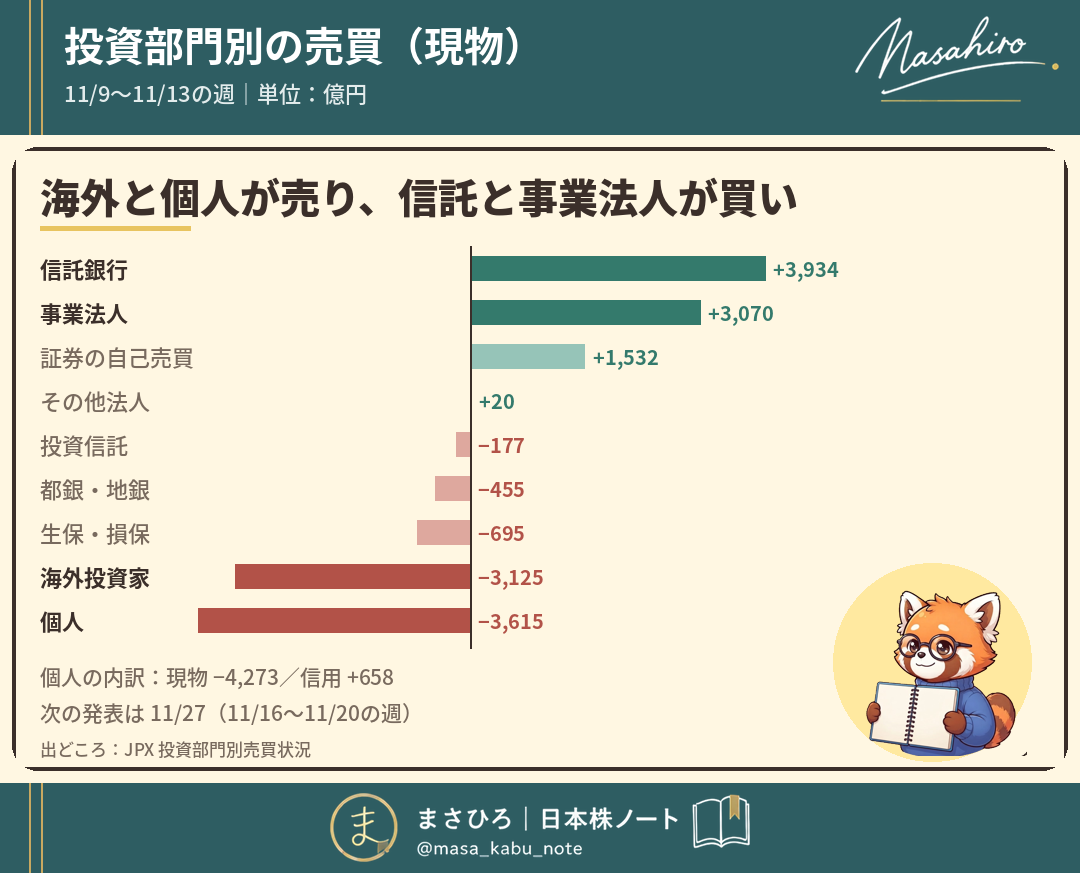 投資部門別の売買（現物）
11/9〜11/13の週｜単位：億円
Masahiro
海外と個人が売り、信託と事業法人が買い
信託銀行 +3,934
事業法人 +3,070
証券の自己売買 +1,532
その他法人 +20
投資信託 −177
都銀・地銀 −455
生保・損保 −695
海外投資家 −3,125
個人 −3,615
個人の内訳：現物 −4,273／信用 +658
次の発表は 11/27（11/16〜11/20の週）
出どころ：JPX 投資部門別売買状況
ま
まさひろ｜日本株ノート
@masa_kabu_note